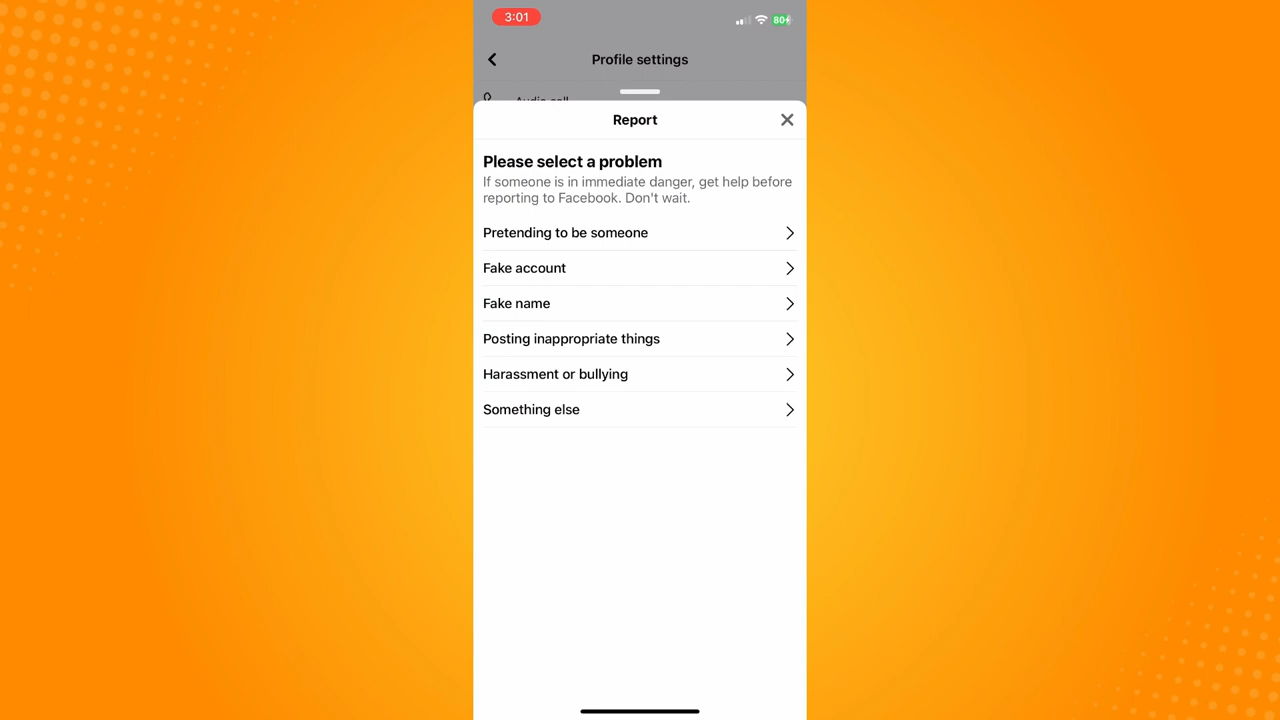 3:01
80
Profile settings
Audio call
Report
Please select a problem
If someone is in immediate danger, get help before
reporting to Facebook. Don't wait.
Pretending to be someone
Fake account
Fake name
Posting inappropriate things
Harassment or bullying
Something else